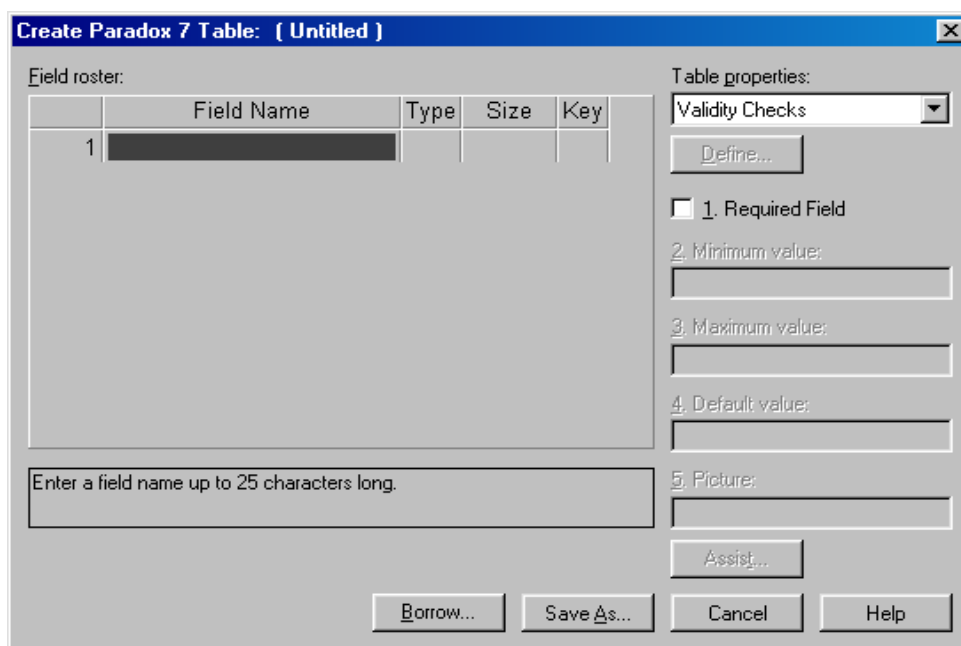 Create Paradox 7 Table: ( Untitled )
Field roster:
Field Name Type Size Key
1
Enter a field name up to 25 characters long.
Table properties:
Validity Checks
Define...
1. Required Field
2. Minimum value:
3. Maximum value:
4. Default value:
5. Picture:
Assist...
Borrow... Save As... Cancel Help